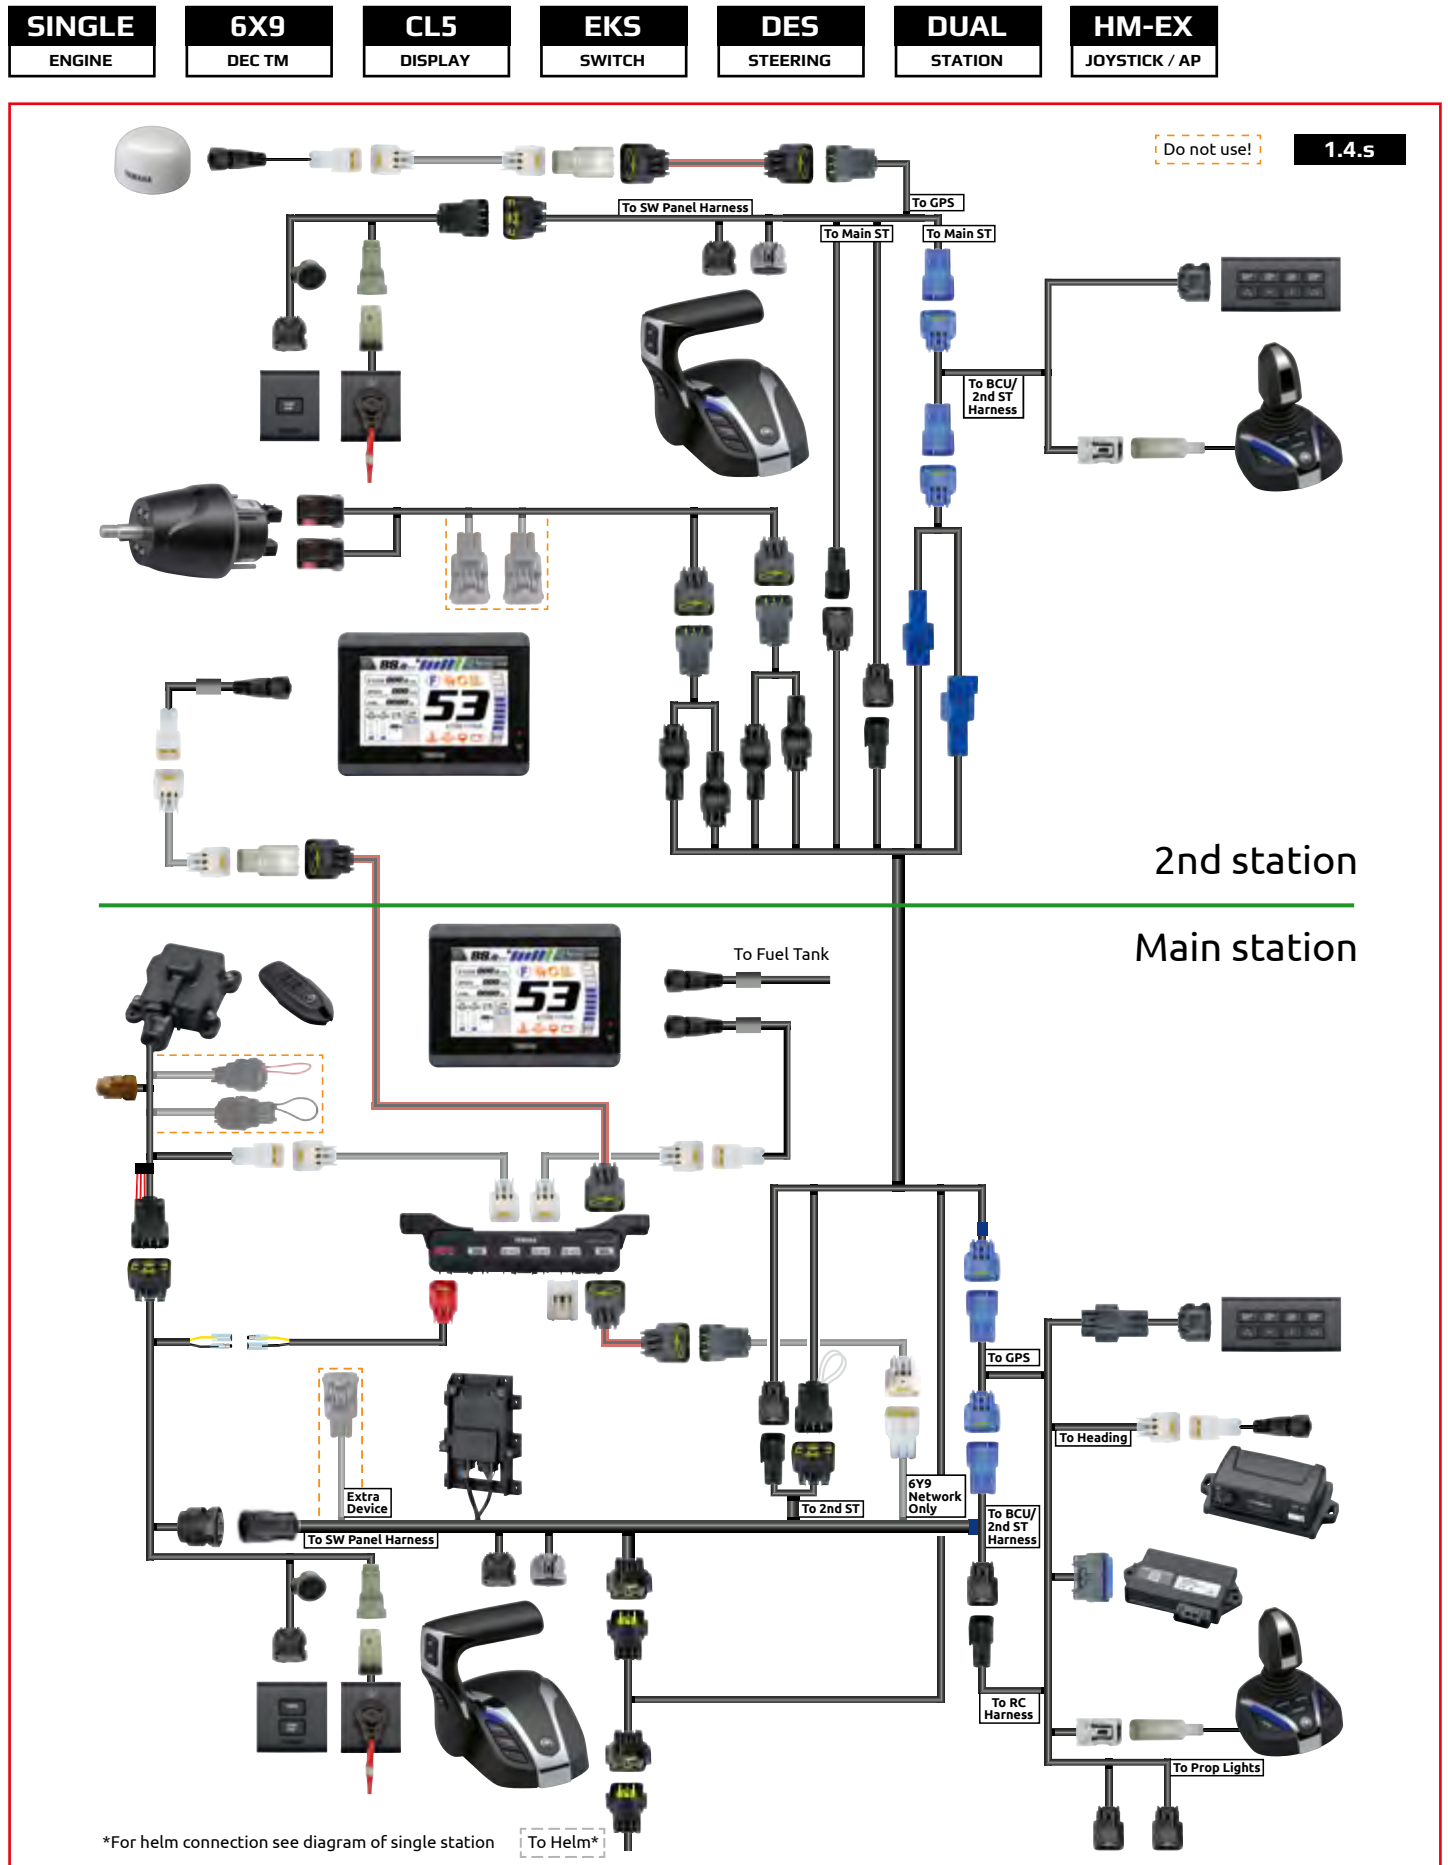 SINGLE
ENGINE
6X9
DEC TM
CL5
DISPLAY
EKS
SWITCH
DES
STEERING
DUAL
STATION
HM-EX
JOYSTICK / AP
Do not use!
1.4.s
To GPS
To SW Panel Harness
To Main ST
To Main ST
To BCU/
2nd ST
Harness
53
2nd station
Main station
To Fuel Tank
53
To GPS
To Heading
Extra
Device
6Y9
Network
Only
To 2nd ST
To BCU/
2nd ST
Harness
To SW Panel Harness
To RC
Harness
To Prop Lights
*For helm connection see diagram of single station
To Helm*